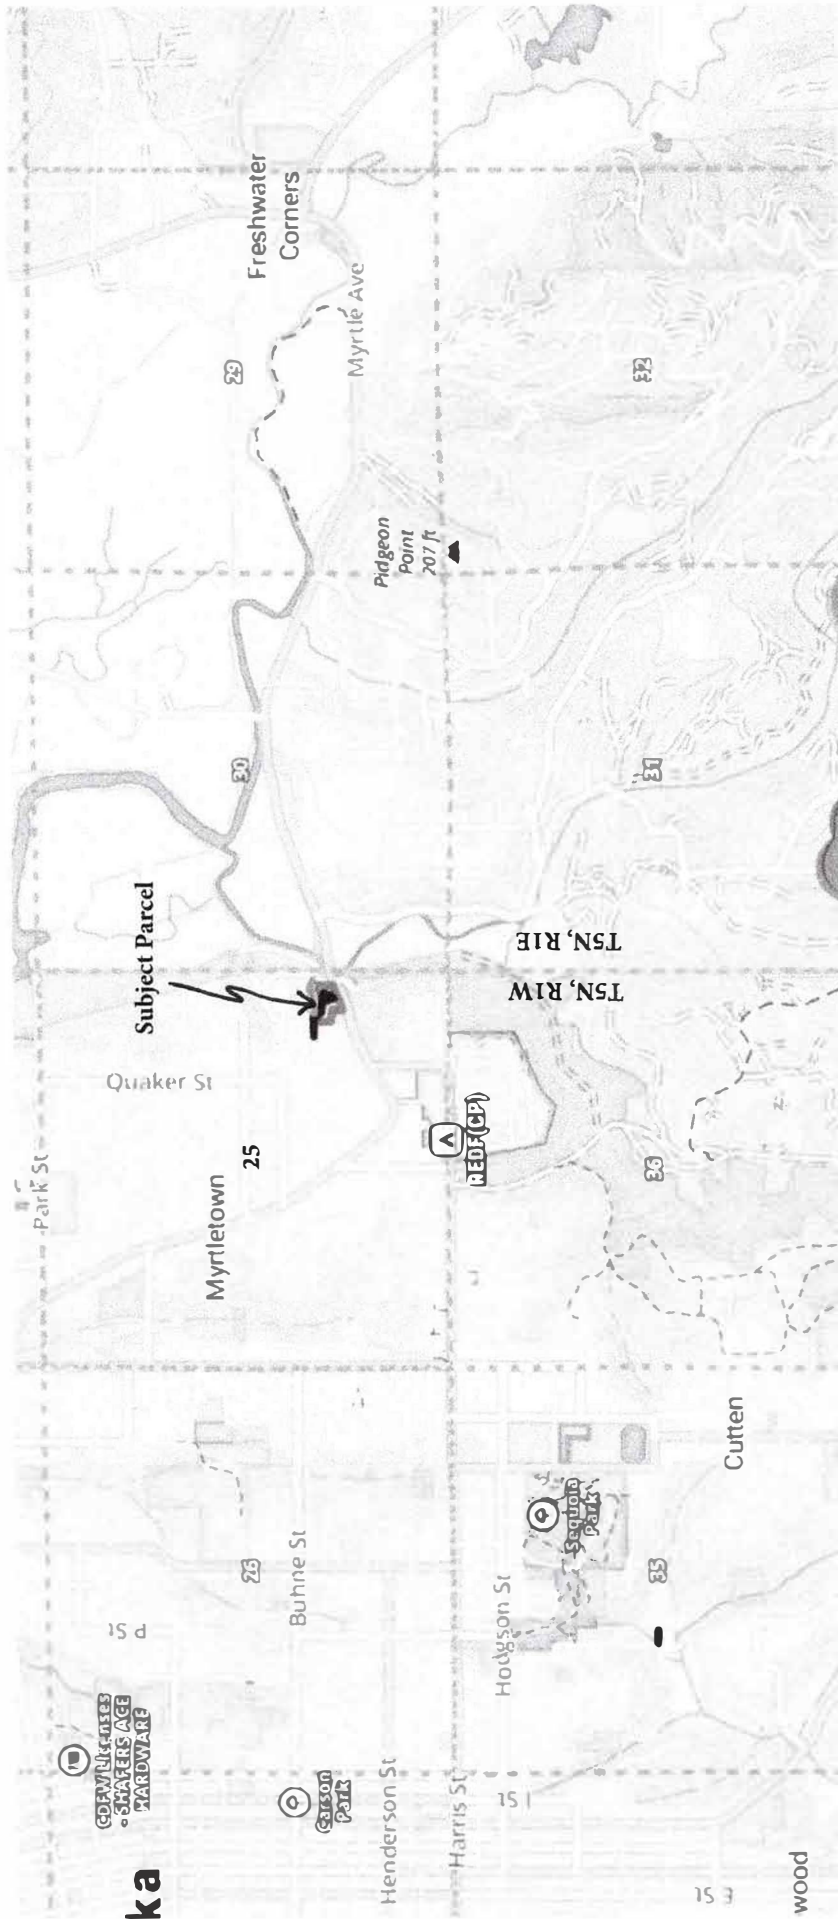 ka
CDFW Licenses
- SHAFERS ACE
HARDWARE
Carson
Park
Henderson St
Harris St
I St
E St
wood
P St
26
Buhne St
Hodgson St
Sequoia
Park
35
Cutten
Park St
Myrtletown
25
Quaker St
Subject Parcel
36
T5N, R1W
T5N, R1E
30
31
Pidgeon
Point
207 ft
29
Myrtle Ave
32
Freshwater
Corners